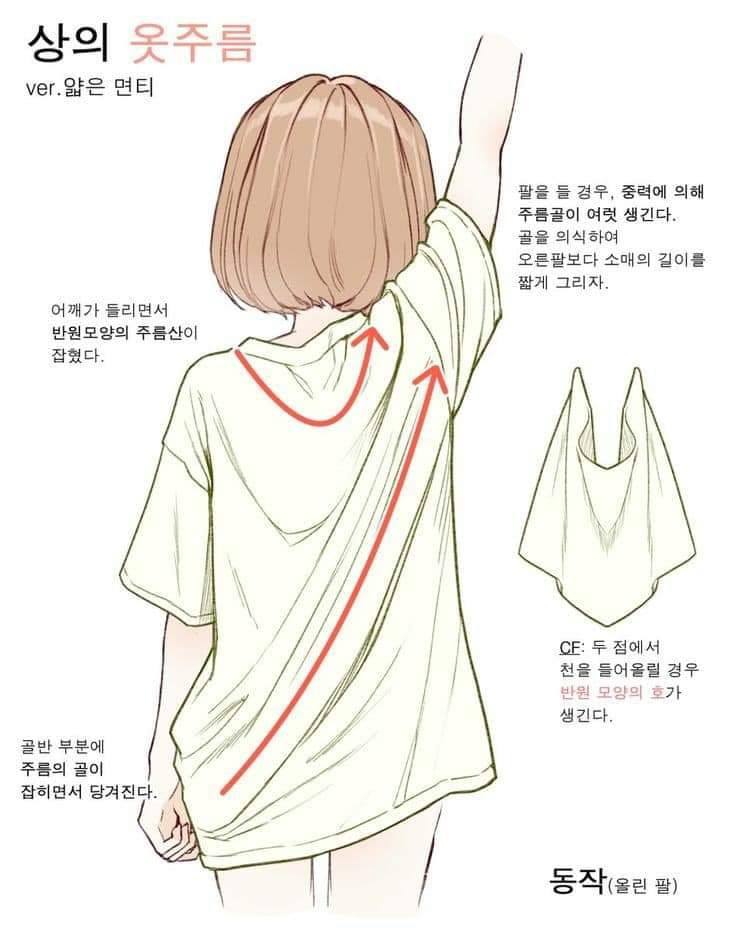 상의 옷주름
ver.얇은 면티
팔을 들 경우, 중력에 의해
주름골이 여럿 생긴다.
골을 의식하여
오른팔보다 소매의 길이를
짧게 그리자.
어깨가 들리면서
반원모양의 주름산이
잡혔다.
CF: 두 점에서
천을 들어올릴 경우
반원 모양의 호가
생긴다.
골반 부분에
주름의 골이
잡히면서 당겨진다.
동작(올린 팔)